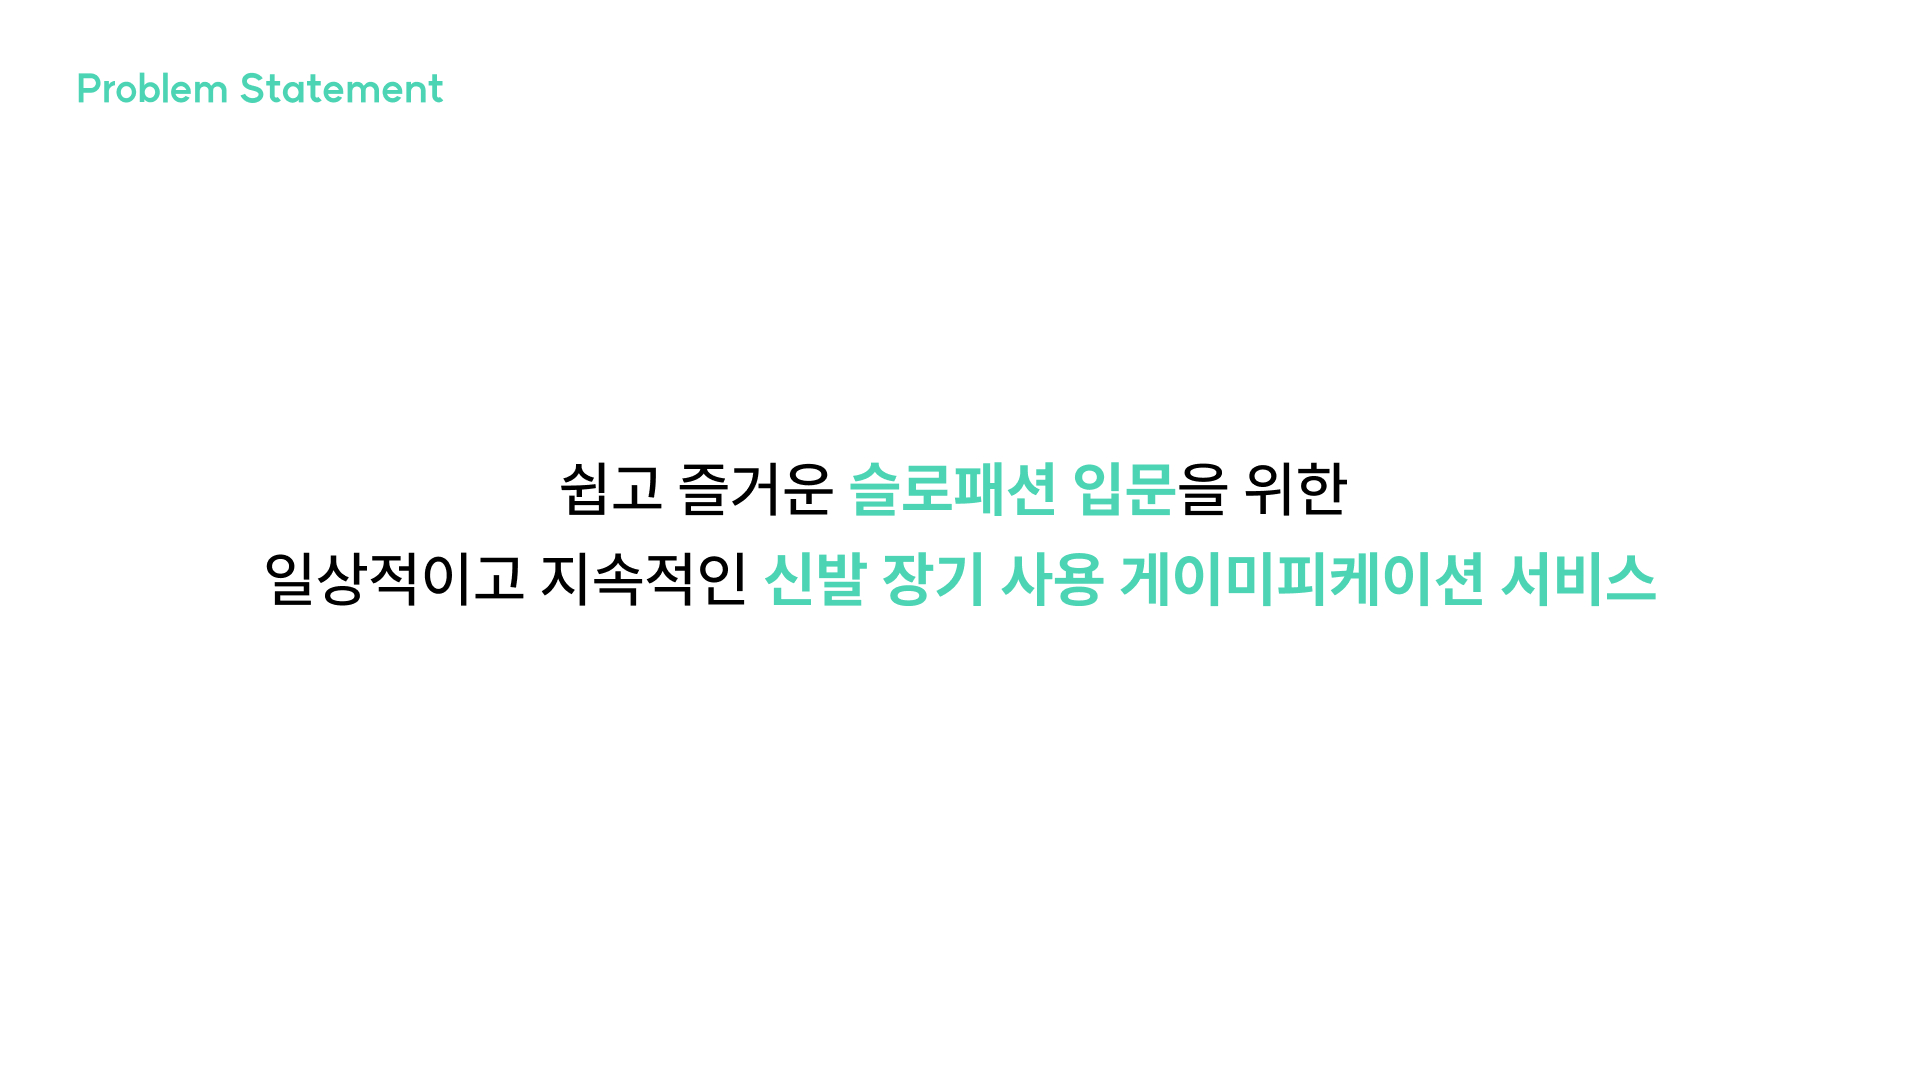 Problem Statement
쉽고 즐거운 슬로패션 입문을 위한
일상적이고 지속적인 신발 장기 사용 게이미피케이션 서비스